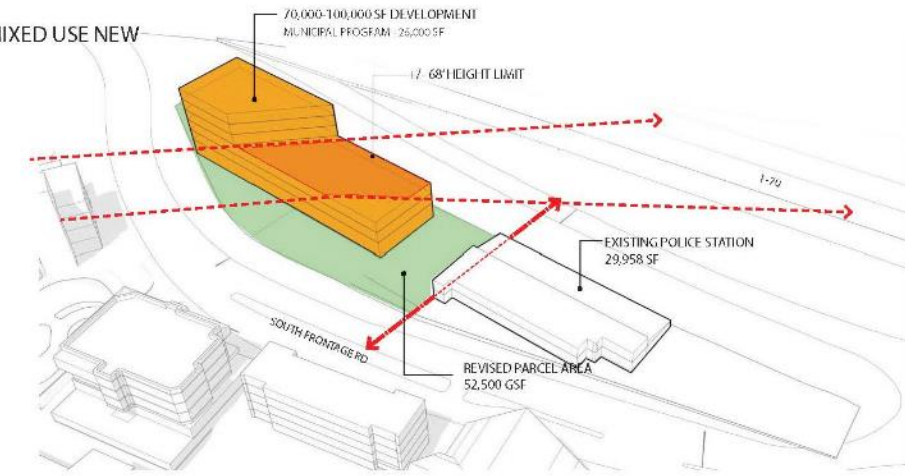 MIXED USE NEW
70,000-100,000 SF DEVELOPMENT
MUNICIPAL PROGRAM - 26,000 SF
+/- 68' HEIGHT LIMIT
I-70
EXISTING POLICE STATION
29,958 SF
SOUTH FRONTAGE RD
REVISED PARCEL AREA
52,500 GSF